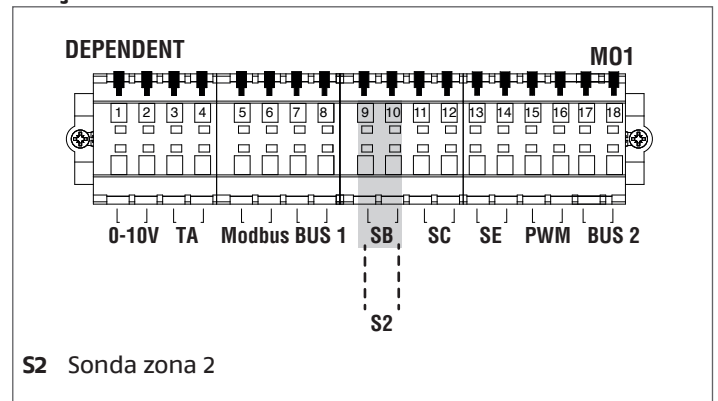 DEPENDENT
M01
1 2 3 4 5 6 7 8 9 10 11 12 13 14 15 16 17 18
0-10V TA Modbus BUS 1 SB SC SE PWM BUS 2
S2
S2 Sonda zona 2